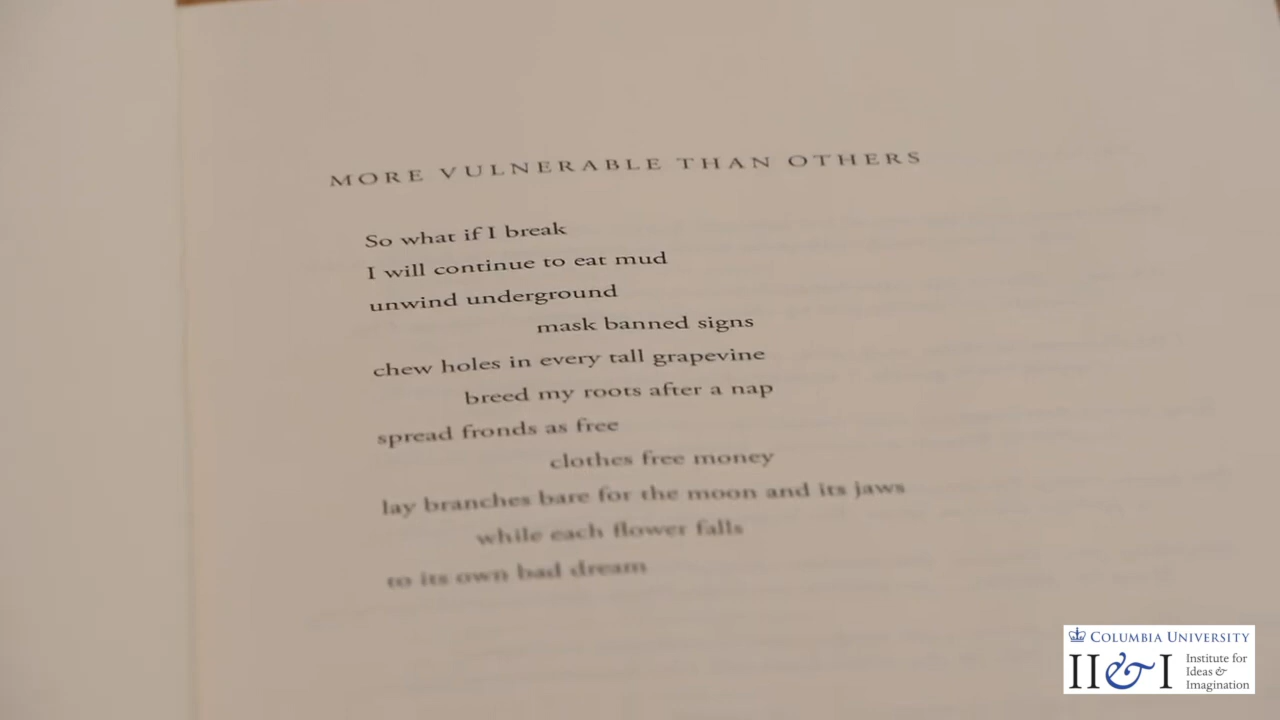 MORE VULNERABLE THAN OTHERS
So what if I break
I will continue to eat mud
unwind underground
mask banned signs
chew holes in every tall grapevine
breed my roots after a nap
spread fronds as free
clothes free money
lay branches bare for the moon and its jaws
while each flower falls
to its own bad dream
COLUMBIA UNIVERSITY
II&I
Institute for
Ideas &
Imagination